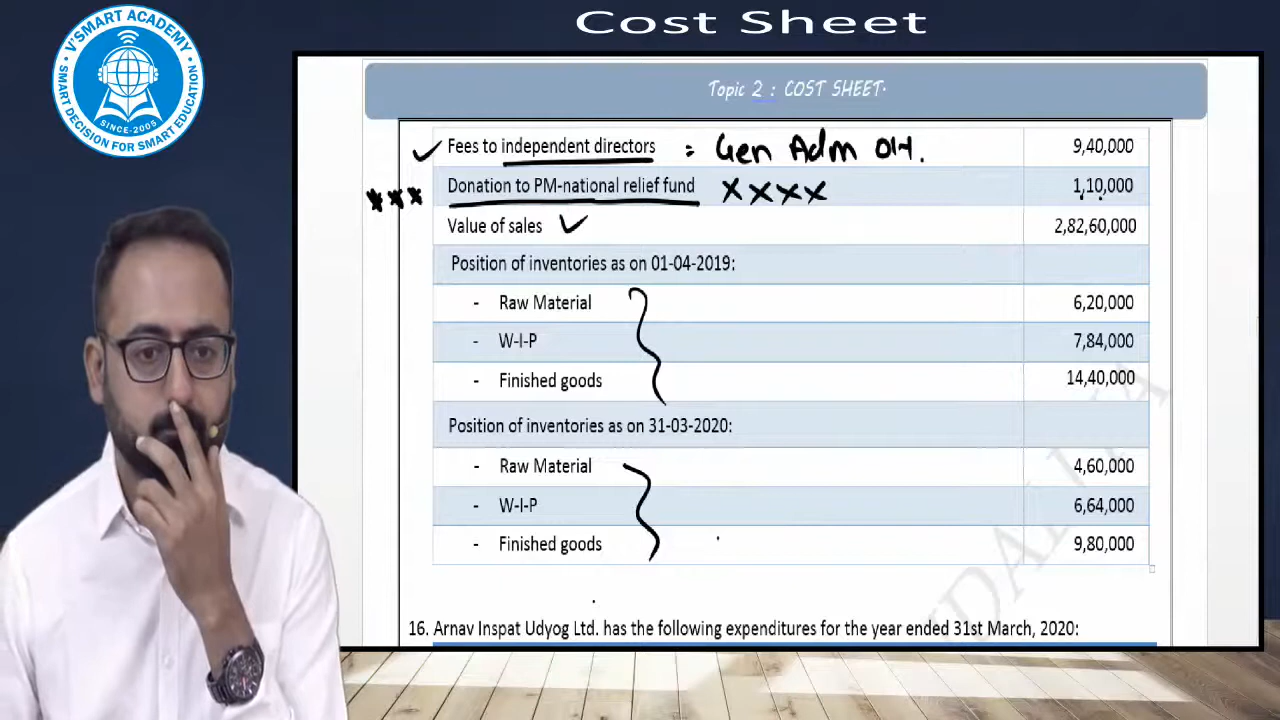 Cost Sheet
V'SMART ACADEMY
SINCE-2005
SMART DECISION FOR SMART EDUCATION
Topic 2 : COST SHEET.
Fees to independent directors = Gen Adm OH. 9,40,000
Donation to PM-national relief fund xxxx 1,10,000
Value of sales 2,82,60,000
Position of inventories as on 01-04-2019:
- Raw Material 6,20,000
- W-I-P 7,84,000
- Finished goods 14,40,000
Position of inventories as on 31-03-2020:
- Raw Material 4,60,000
- W-I-P 6,64,000
- Finished goods 9,80,000
16. Arnav Inspat Udyog Ltd. has the following expenditures for the year ended 31st March, 2020: